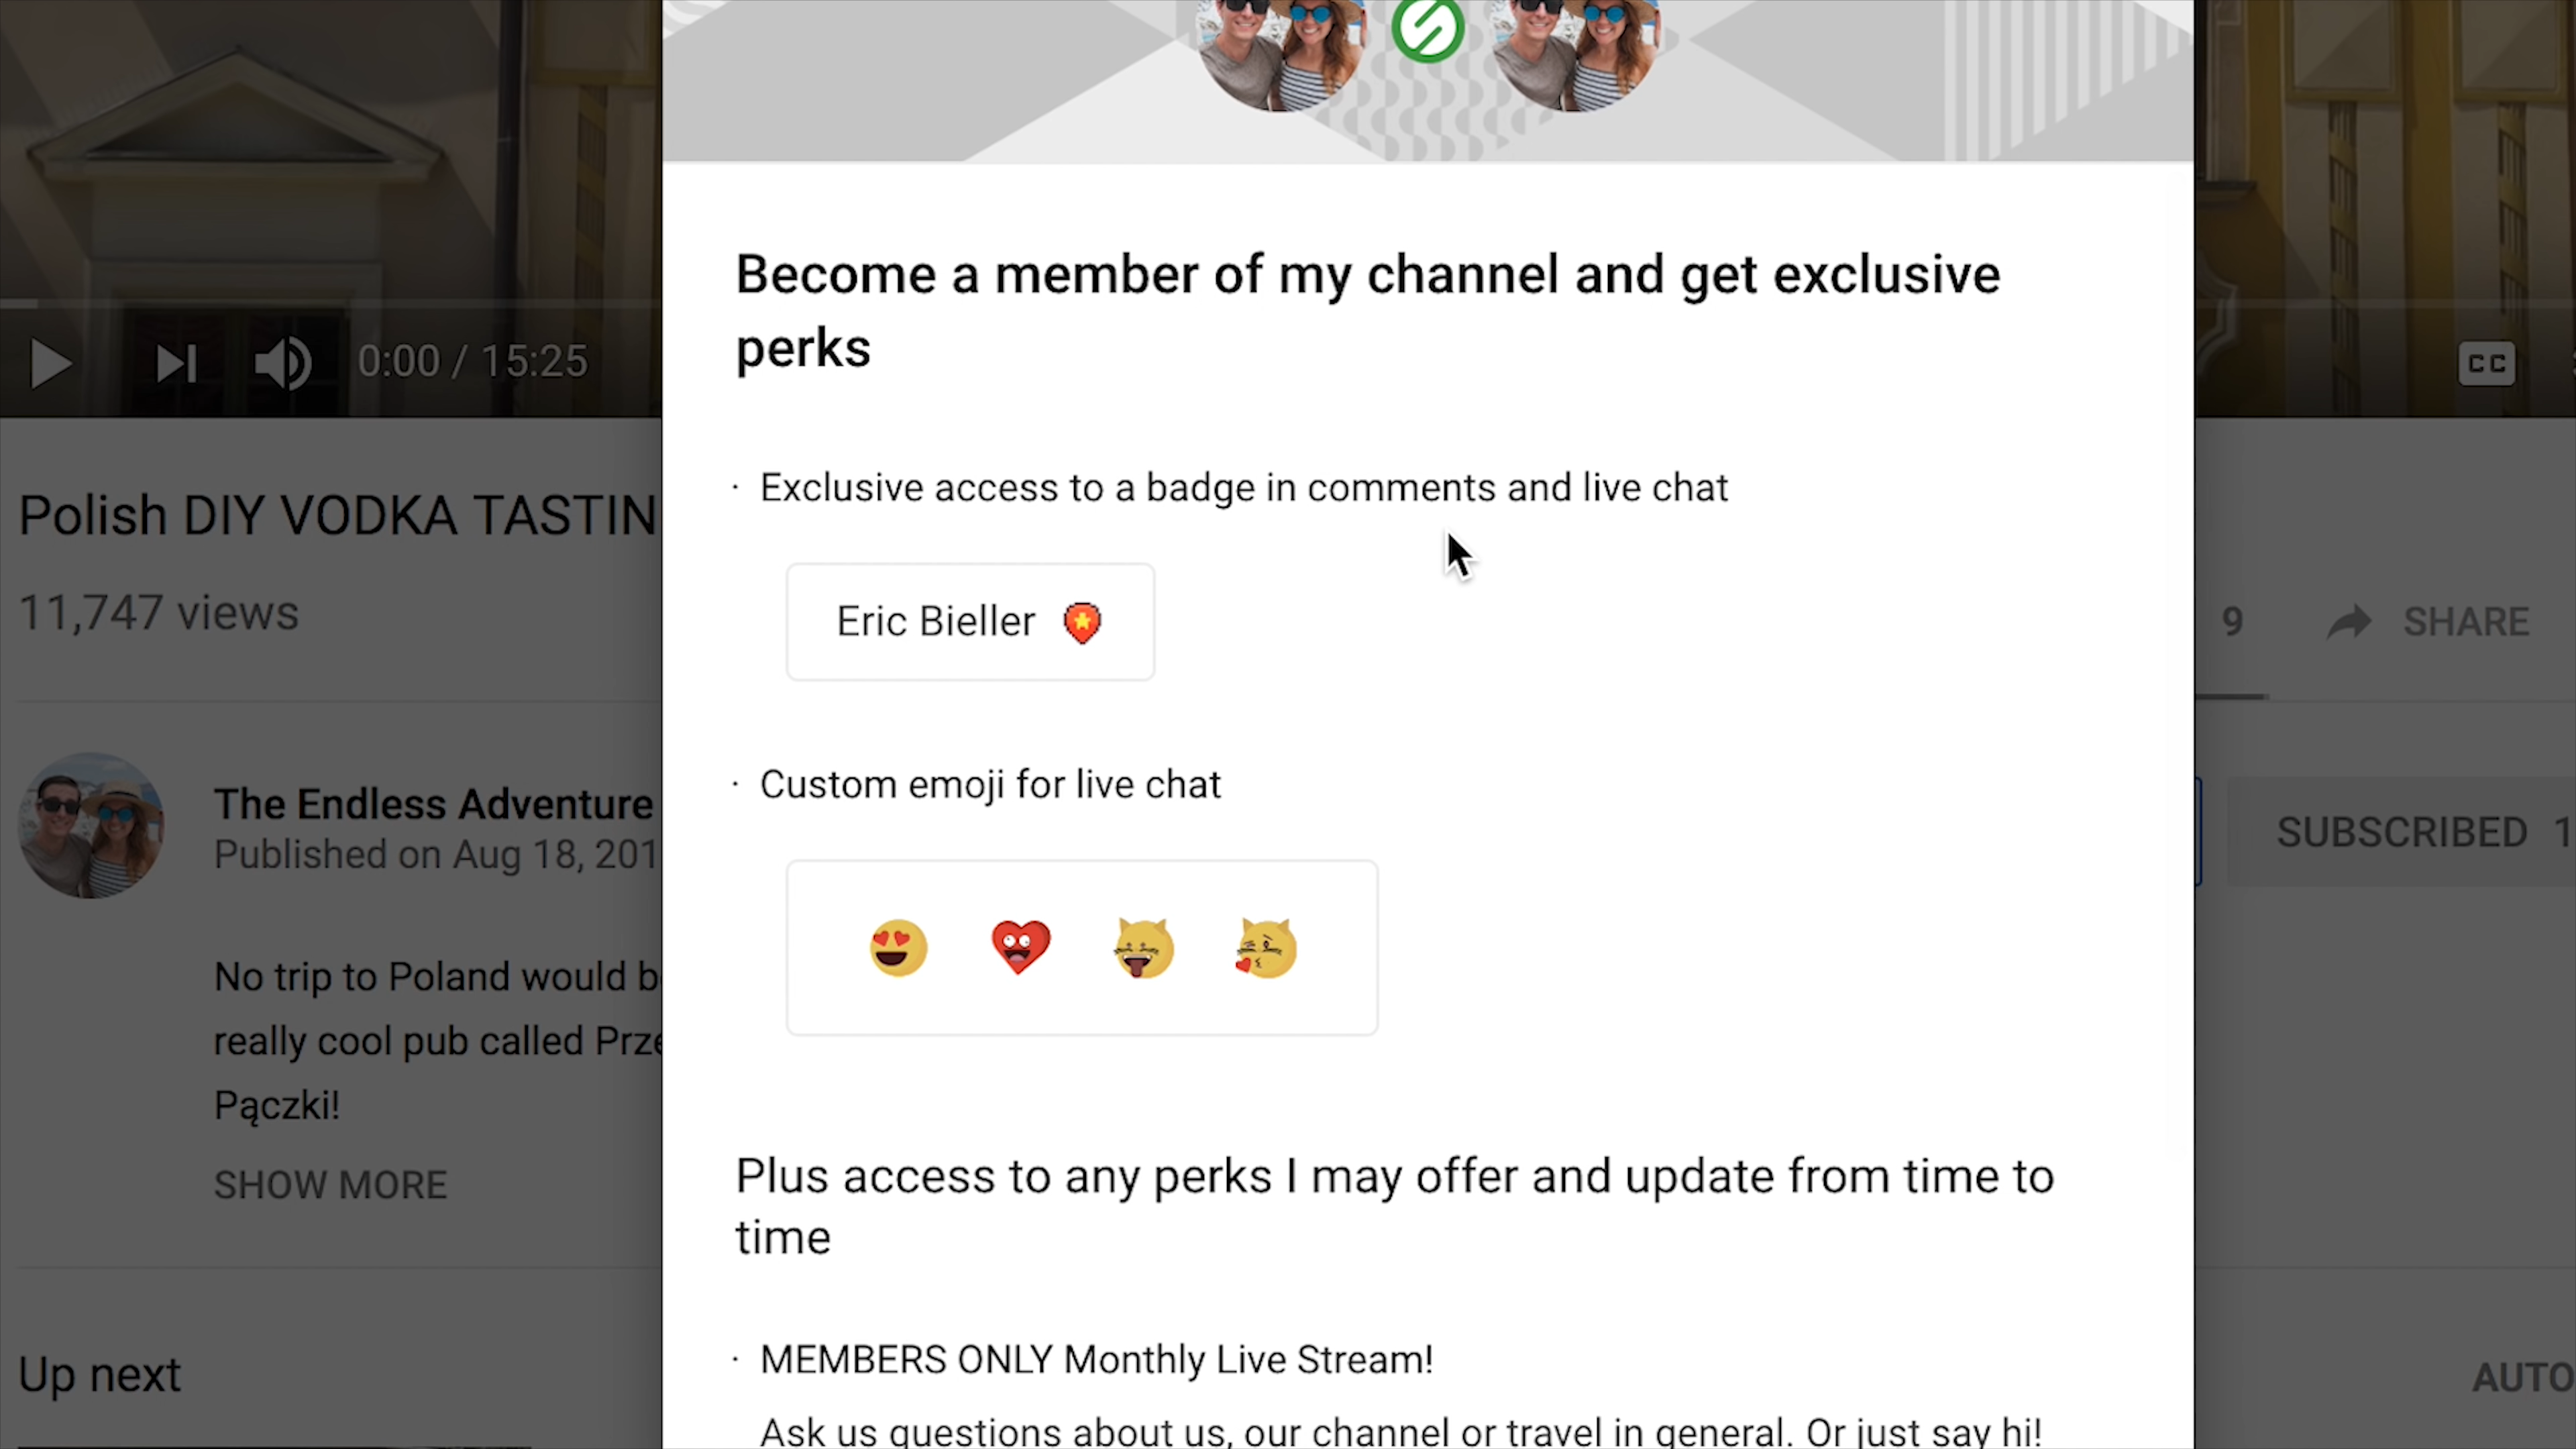 Become a member of my channel and get exclusive
perks
· Exclusive access to a badge in comments and live chat
Eric Bieller
· Custom emoji for live chat
Plus access to any perks I may offer and update from time to
time
· MEMBERS ONLY Monthly Live Stream!
Ask us questions about us, our channel or travel in general. Or just say hi!
0:00 / 15:25
CC
Polish DIY VODKA
11,747 views
9 SHARE
The Endless Adventure
Published on Aug 18,
SUBSCRIBED 1
No trip to Poland would
really cool pub called
Pączki!
SHOW MORE
Up next
AUTO